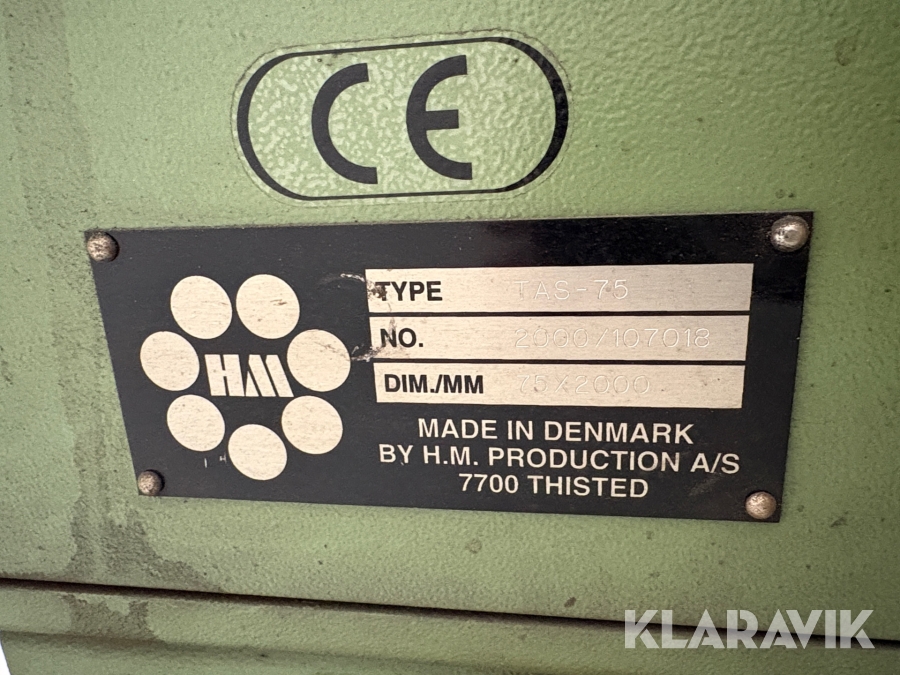 CE
HM
TYPE TAS-75
NO. 2000/107018
DIM./MM 75X2000
MADE IN DENMARK
BY H.M. PRODUCTION A/S
7700 THISTED
KLARAVIK